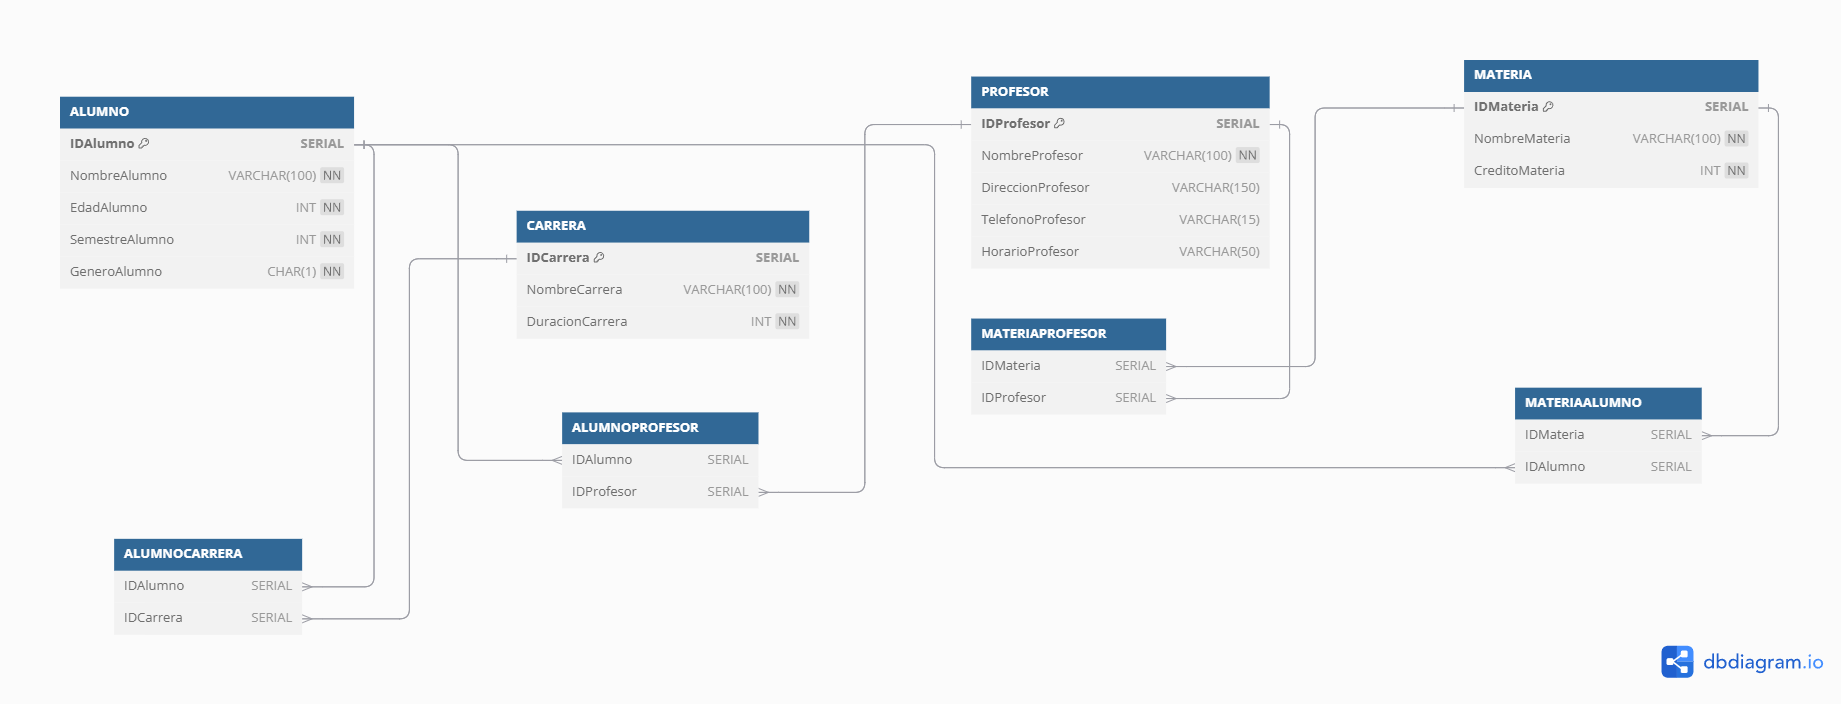 ALUMNO
IDAlumno SERIAL
NombreAlumno VARCHAR(100) NN
EdadAlumno INT NN
SemestreAlumno INT NN
GeneroAlumno CHAR(1) NN
CARRERA
IDCarrera SERIAL
NombreCarrera VARCHAR(100) NN
DuracionCarrera INT NN
PROFESOR
IDProfesor SERIAL
NombreProfesor VARCHAR(100) NN
DireccionProfesor VARCHAR(150)
TelefonoProfesor VARCHAR(15)
HorarioProfesor VARCHAR(50)
MATERIA
IDMateria SERIAL
NombreMateria VARCHAR(100) NN
CreditoMateria INT NN
MATERIAPROFESOR
IDMateria SERIAL
IDProfesor SERIAL
MATERIAALUMNO
IDMateria SERIAL
IDAlumno SERIAL
ALUMNOPROFESOR
IDAlumno SERIAL
IDProfesor SERIAL
ALUMNOCARRERA
IDAlumno SERIAL
IDCarrera SERIAL
dbdiagram.io